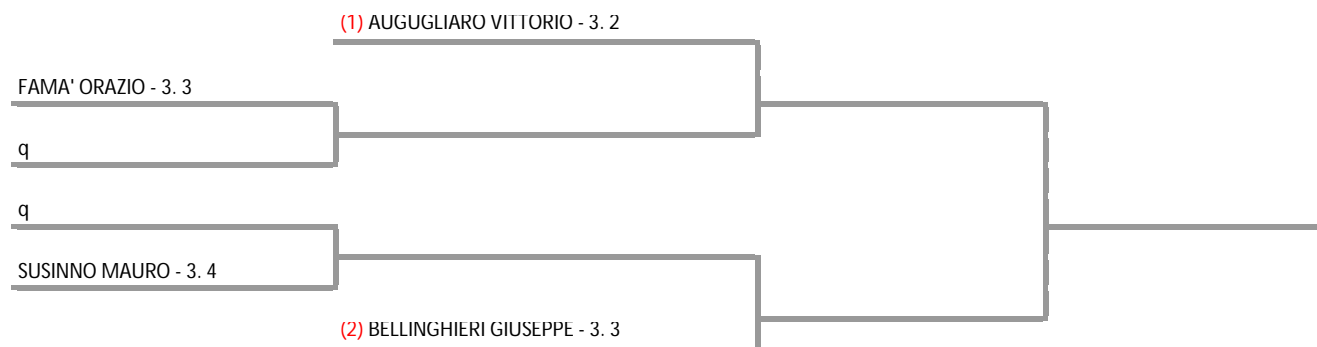 (1) AUGUGLIARO VITTORIO - 3. 2
FAMA' ORAZIO - 3. 3
q
q
SUSINNO MAURO - 3. 4
(2) BELLINGHIERI GIUSEPPE - 3. 3